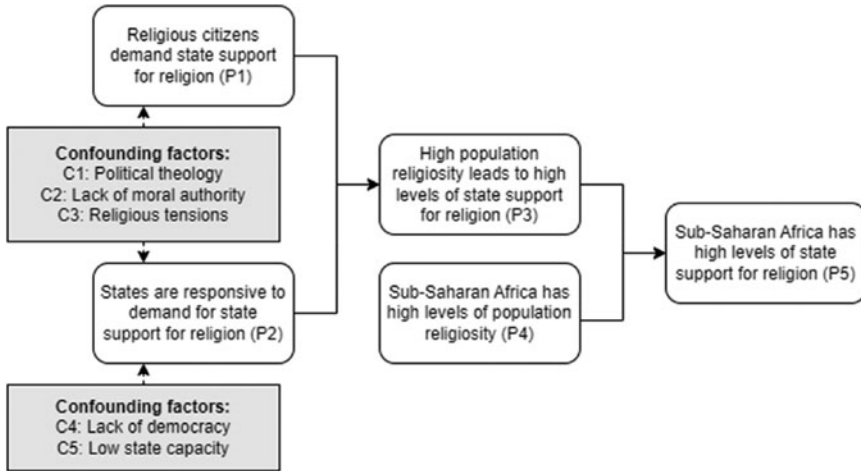 Religious citizens
demand state support
for religion (P1)
Confounding factors:
C1: Political theology
C2: Lack of moral authority
C3: Religious tensions
States are responsive to
demand for state
support for religion (P2)
Confounding factors:
C4: Lack of democracy
C5: Low state capacity
High population
religiosity leads to high
levels of state support
for religion (P3)
Sub-Saharan Africa has
high levels of population
religiosity (P4)
Sub-Saharan Africa has
high levels of state
support for religion (P5)